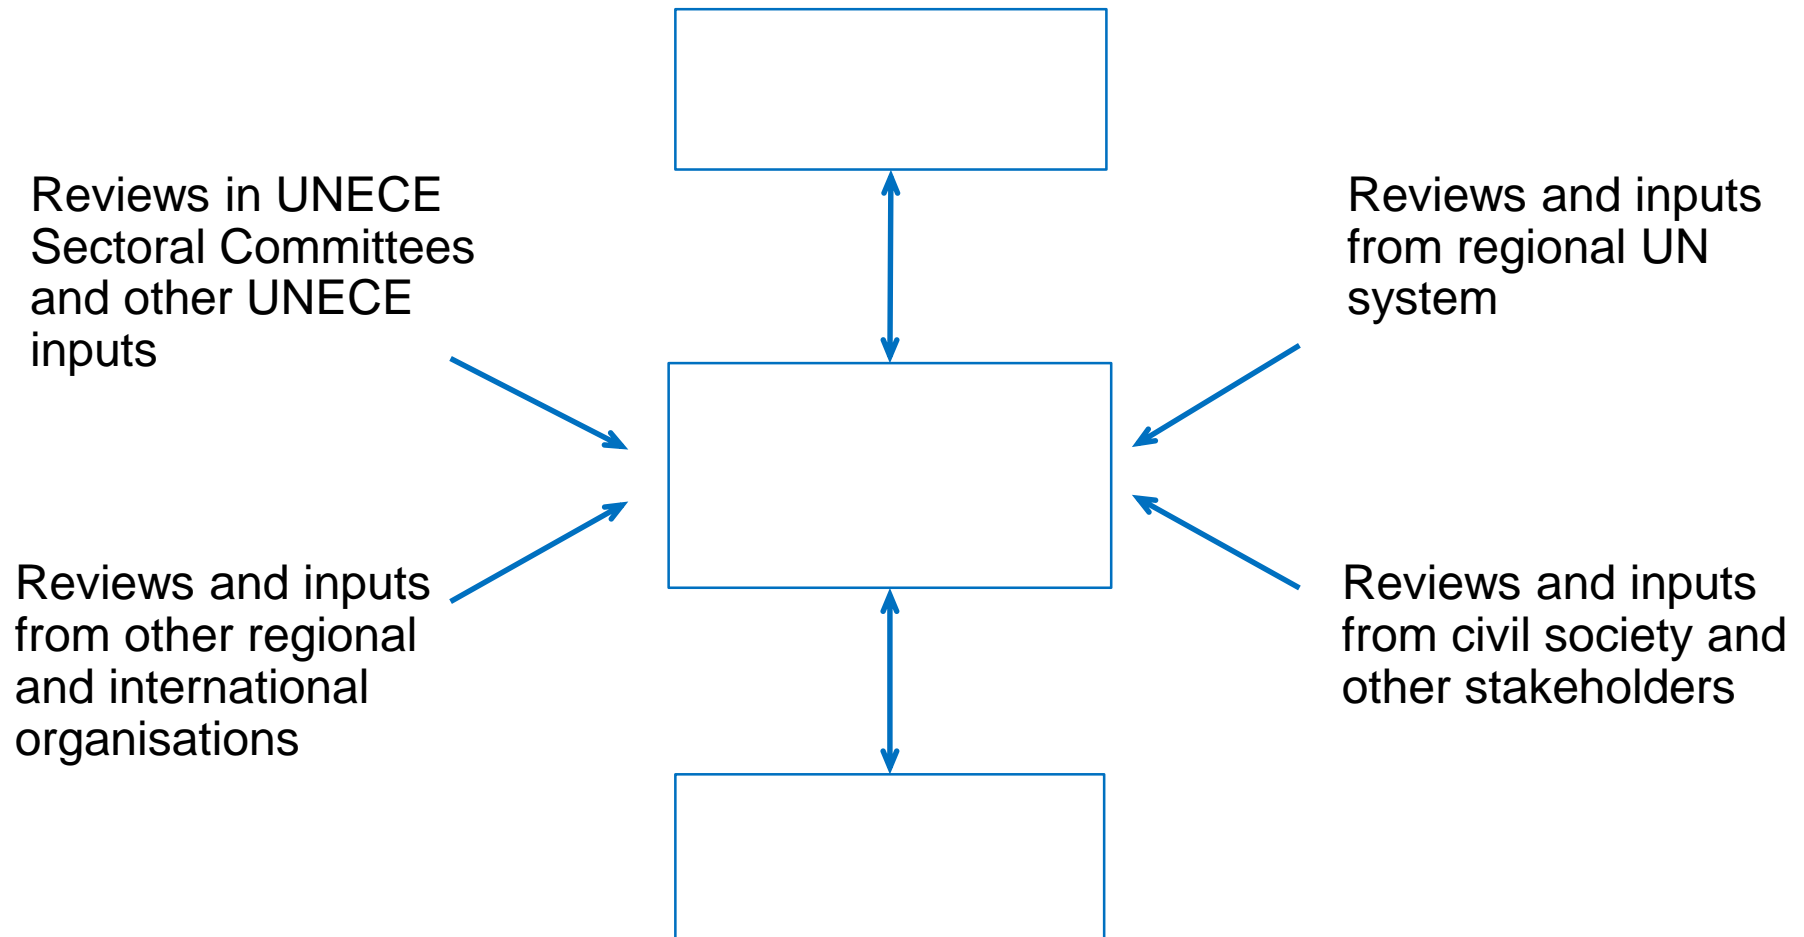 Reviews in UNECE
Sectoral Committees
and other UNECE
inputs
Reviews and inputs
from regional UN
system
Reviews and inputs
from other regional
and international
organisations
Reviews and inputs
from civil society and
other stakeholders